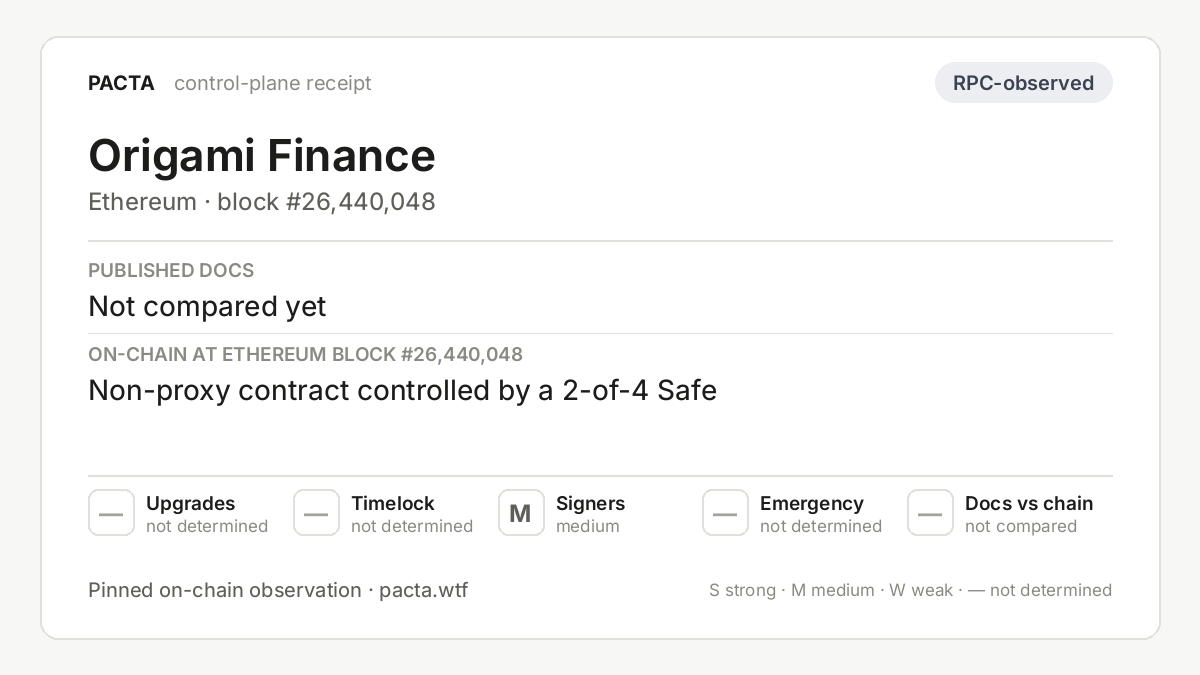 PACTA control-plane receipt
RPC-observed
Origami Finance
Ethereum · block #26,440,048
PUBLISHED DOCS
Not compared yet
ON-CHAIN AT ETHEREUM BLOCK #26,440,048
Non-proxy contract controlled by a 2-of-4 Safe
— Upgrades
not determined
— Timelock
not determined
M Signers
medium
— Emergency
not determined
— Docs vs chain
not compared
Pinned on-chain observation · pacta.wtf
S strong · M medium · W weak · — not determined